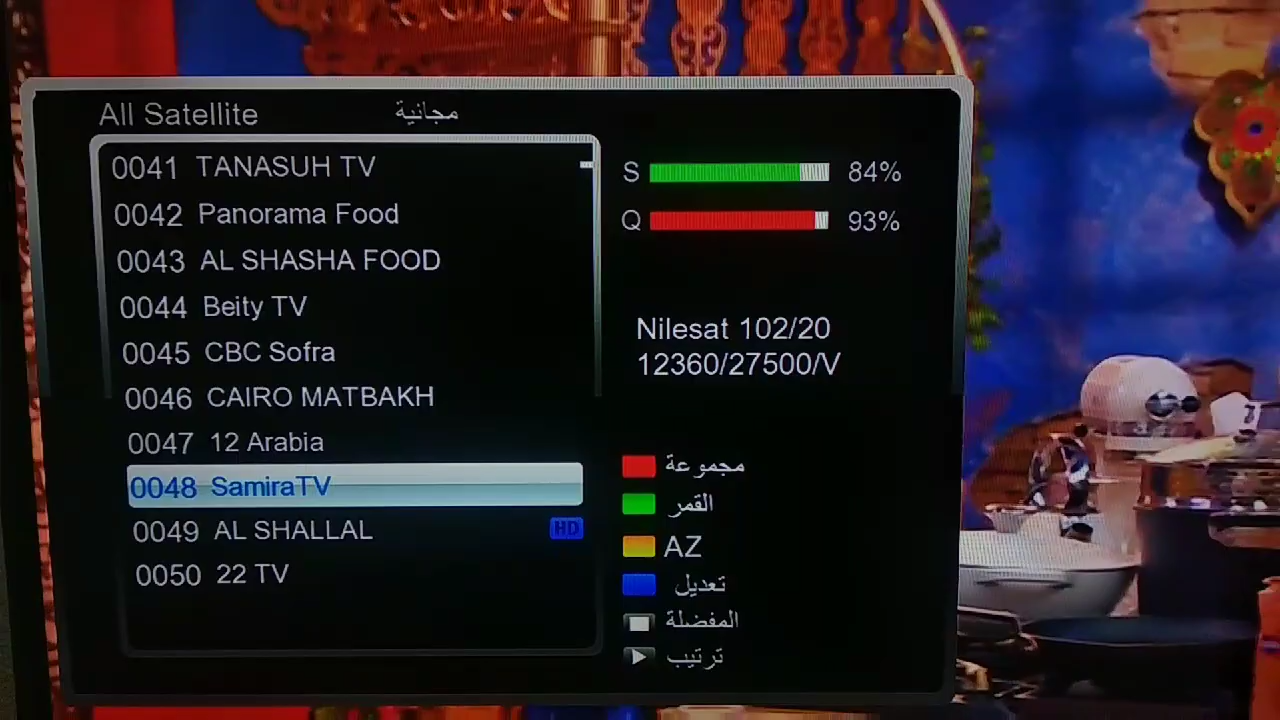 All Satellite مجانية
0041 TANASUH TV
0042 Panorama Food
0043 AL SHASHA FOOD
0044 Beity TV
0045 CBC Sofra
0046 CAIRO MATBAKH
0047 12 Arabia
0048 SamiraTV
0049 AL SHALLAL HD
0050 22 TV
S 84%
Q 93%
Nilesat 102/20
12360/27500/V
مجموعة
القمر
AZ
تعديل
المفضلة
ترتيب